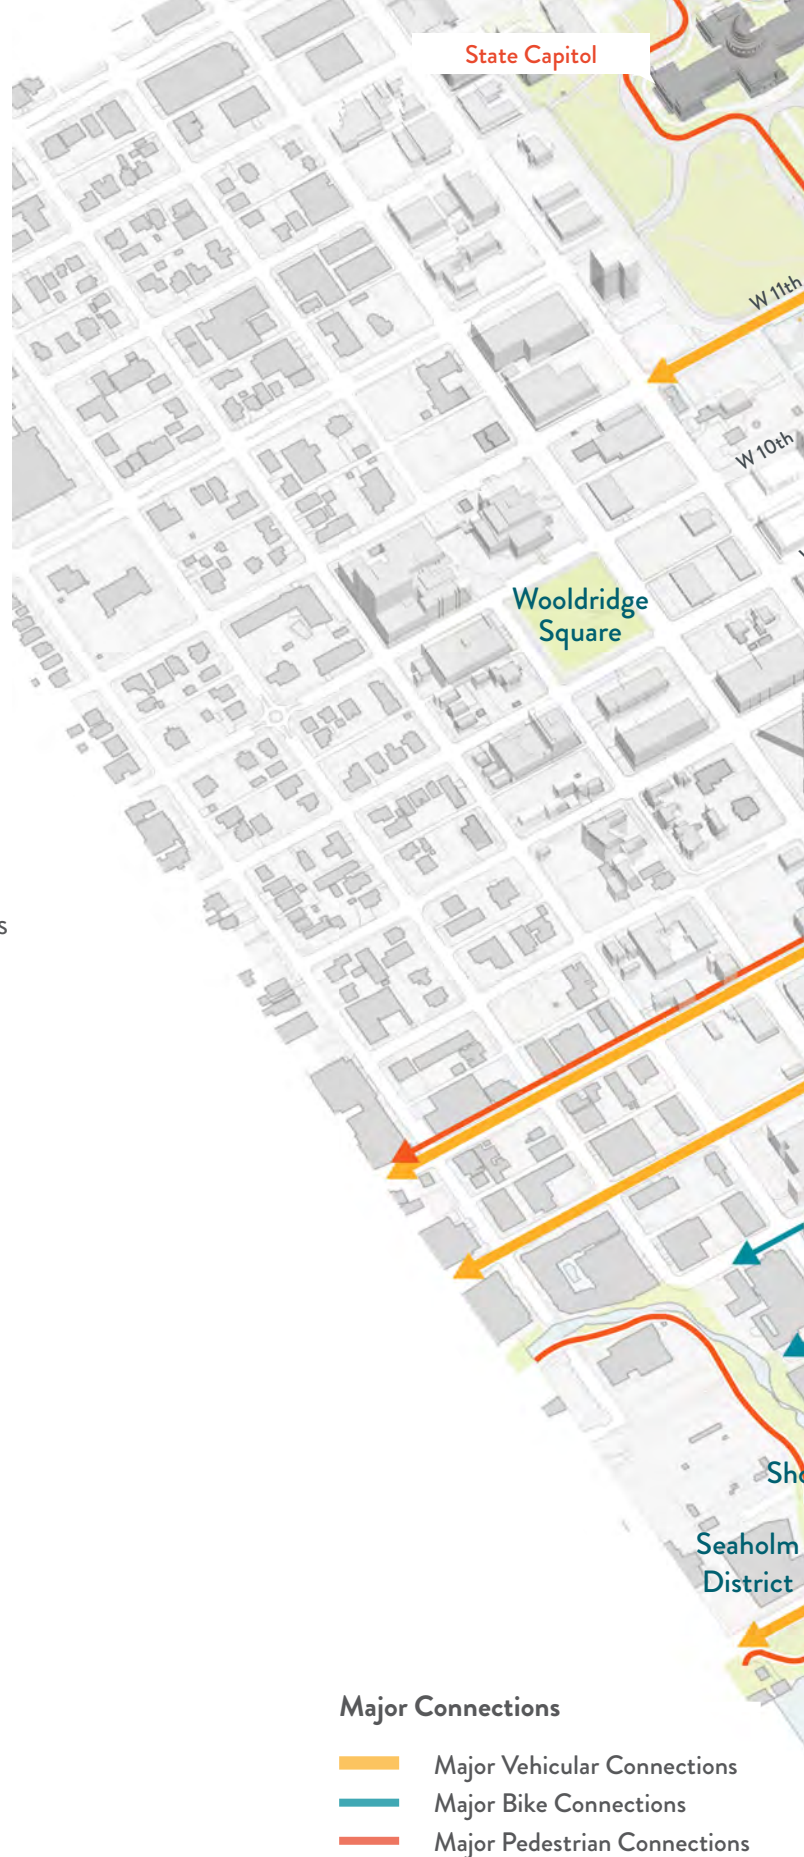 State Capitol
W 11th
W 10th
Wooldridge
Square
s
Sho
Seaholm
District
Major Connections
Major Vehicular Connections
Major Bike Connections
Major Pedestrian Connections